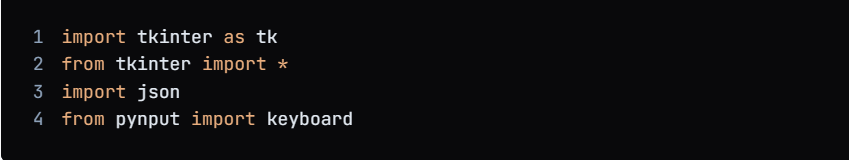 1 import tkinter as tk
2 from tkinter import *
3 import json
4 from pynput import keyboard